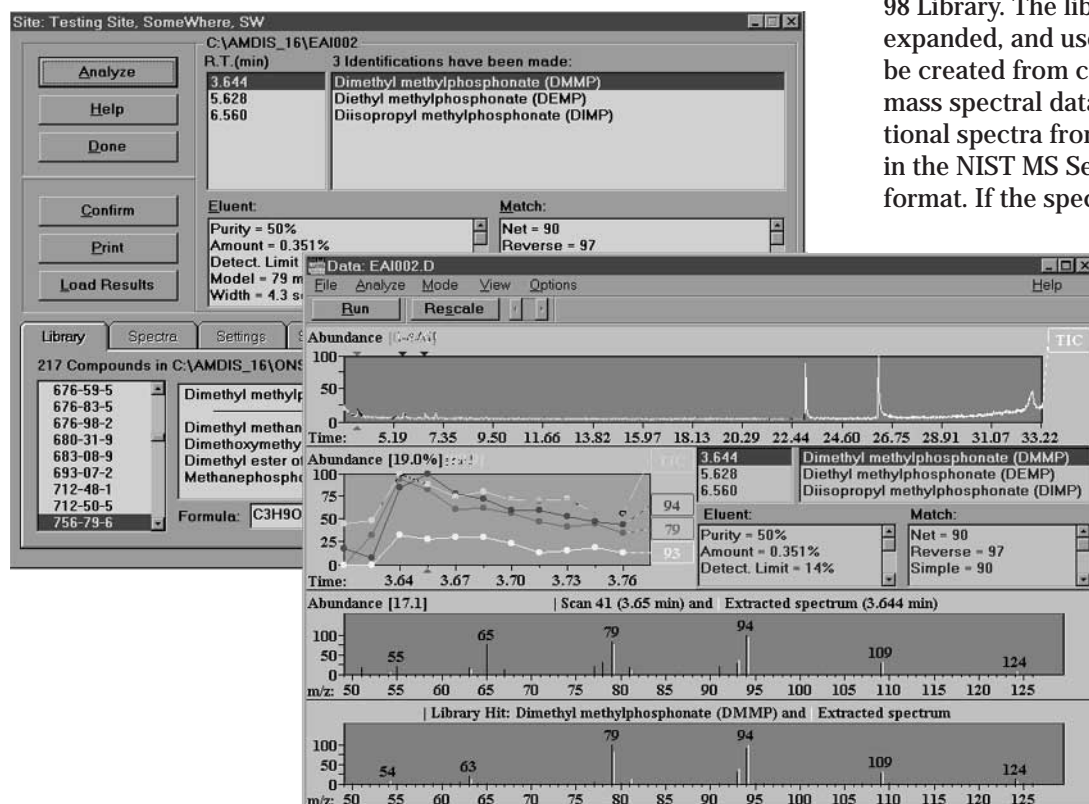 98 Library. The lib
expanded, and use
be created from c
mass spectral data
tional spectra from
in the NIST MS Se
format. If the spec
Site: Testing Site, SomeWhere, SW
Analyze
Help
Done
Confirm
Print
Load Results
C:\AMDIS_16\EAI002
R.T.(min) 3 Identifications have been made:
3.644 Dimethyl methylphosphonate (DMMP)
5.628 Diethyl methylphosphonate (DEMP)
6.560 Diisopropyl methylphosphonate (DIMP)
Eluent: Match:
Purity = 50% Net = 90
Amount = 0.351% Reverse = 97
Detect. Limit
Model = 79 m
Width = 4.3 s
Library Spectra Settings
217 Compounds in C:\AMDIS_16\ONS
676-59-5
676-83-5
676-98-2
680-31-9
683-08-9
693-07-2
712-48-1
712-50-5
756-79-6
Dimethyl methylp
Dimethyl methan
Dimethoxymethy
Dimethyl ester of
Methanephospho
Formula: C3H9O
Data: EAI002.D
File Analyze Mode View Options Help
Run Rescale
Abundance
TIC
100
50
0
Time: 5.19 7.35 9.50 11.66 13.82 15.97 18.13 20.29 22.44 24.60 26.75 28.91 31.07 33.22
Abundance [19.0%]
TIC
100
75
50
25
0
94
79
93
Time: 3.64 3.67 3.70 3.73 3.76
3.644 Dimethyl methylphosphonate (DMMP)
5.628 Diethyl methylphosphonate (DEMP)
6.560 Diisopropyl methylphosphonate (DIMP)
Eluent: Match:
Purity = 50% Net = 90
Amount = 0.351% Reverse = 97
Detect. Limit = 14% Simple = 90
Abundance [17.1] | Scan 41 (3.65 min) and | Extracted spectrum (3.644 min)
100
50
0
55 65 79 94 109 124
m/z: 50 55 60 65 70 75 80 85 90 95 100 105 110 115 120 125
| Library Hit: Dimethyl methylphosphonate (DMMP) and | Extracted spectrum
100
50
0
54 63 79 94 109 124
m/z: 50 55 60 65 70 75 80 85 90 95 100 105 110 115 120 125